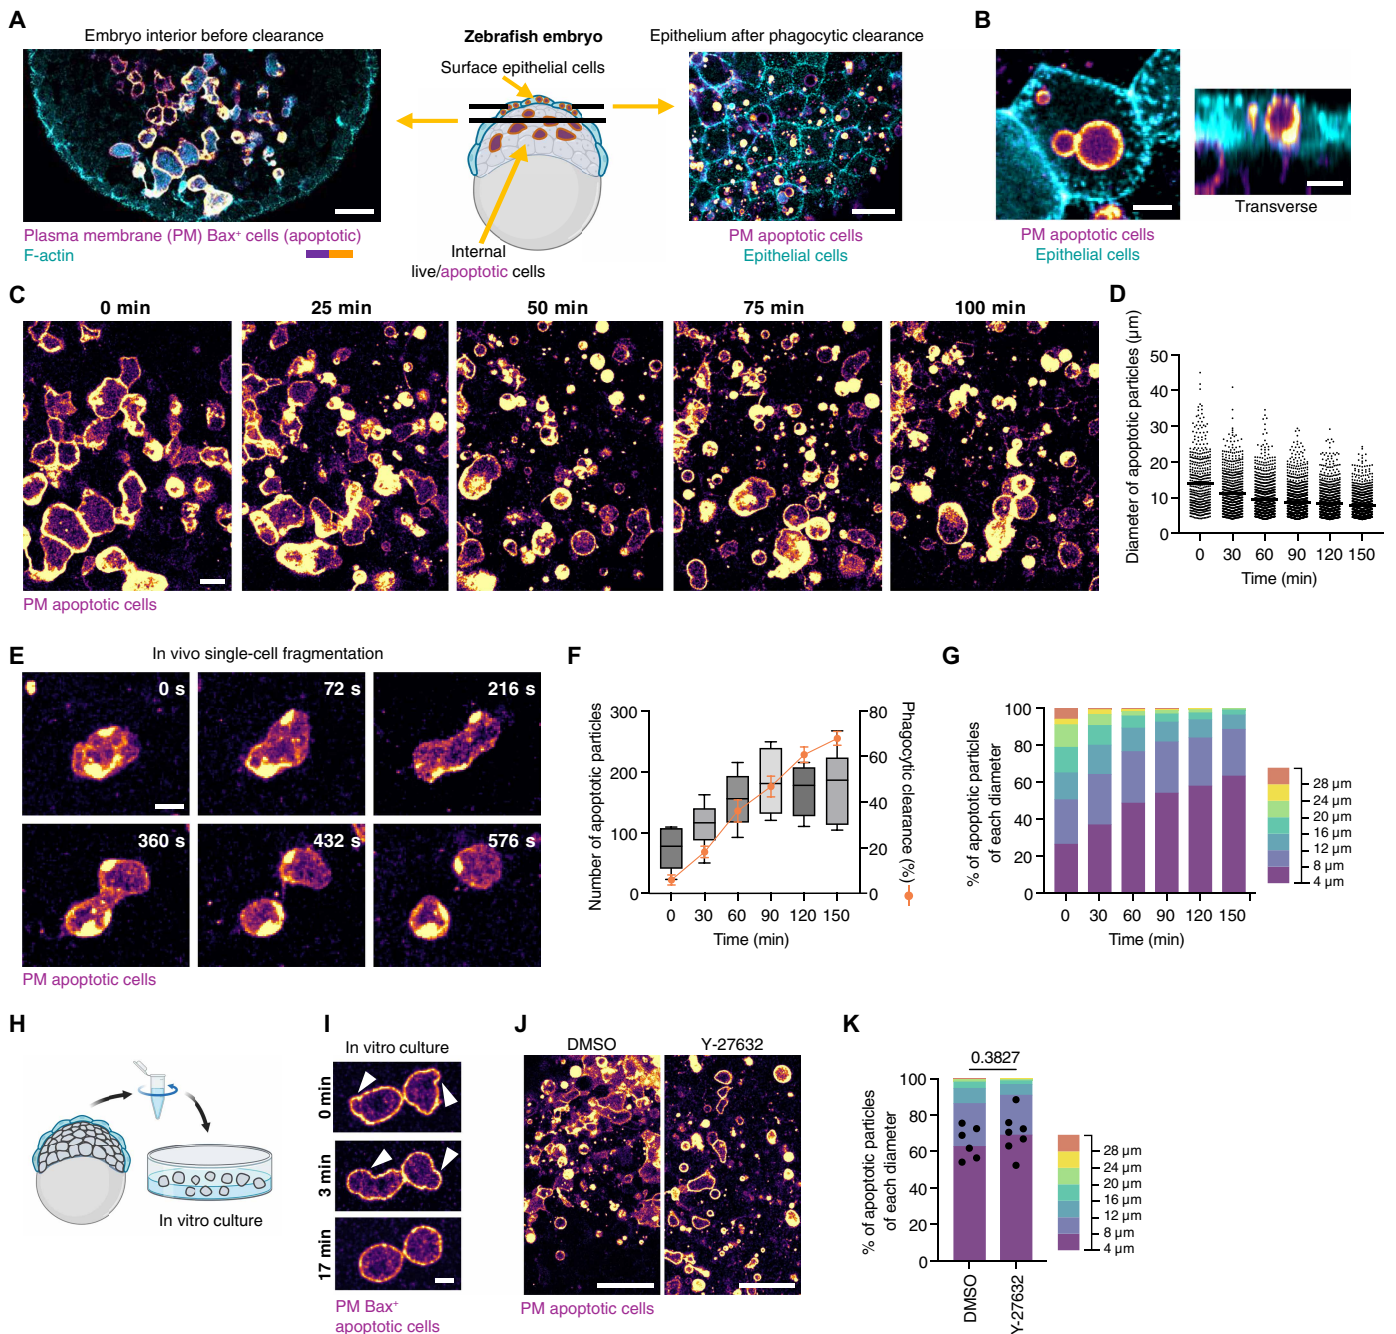 A
Embryo interior before clearance
Zebrafish embryo
Epithelium after phagocytic clearance
B
Surface epithelial cells
Plasma membrane (PM) Bax⁺ cells (apoptotic)
F-actin
Internal
live/apoptotic cells
PM apoptotic cells
Epithelial cells
PM apoptotic cells
Epithelial cells
Transverse
C
0 min
25 min
50 min
75 min
100 min
PM apoptotic cells
D
Diameter of apoptotic particles (µm)
50
40
30
20
10
0
0 30 60 90 120 150
Time (min)
E
In vivo single-cell fragmentation
0 s
72 s
216 s
360 s
432 s
576 s
PM apoptotic cells
F
Number of apoptotic particles
300
200
100
0
80
60
40
20
0
Phagocytic clearance (%)
0 30 60 90 120 150
Time (min)
G
% of apoptotic particles
of each diameter
100
80
60
40
20
0
0 30 60 90 120 150
Time (min)
28 µm
24 µm
20 µm
16 µm
12 µm
8 µm
4 µm
H
In vitro culture
I
In vitro culture
0 min
3 min
17 min
PM Bax⁺
apoptotic cells
J
DMSO
Y-27632
PM apoptotic cells
K
0.3827
% of apoptotic particles
of each diameter
100
80
60
40
20
0
DMSO
Y-27632
28 µm
24 µm
20 µm
16 µm
12 µm
8 µm
4 µm